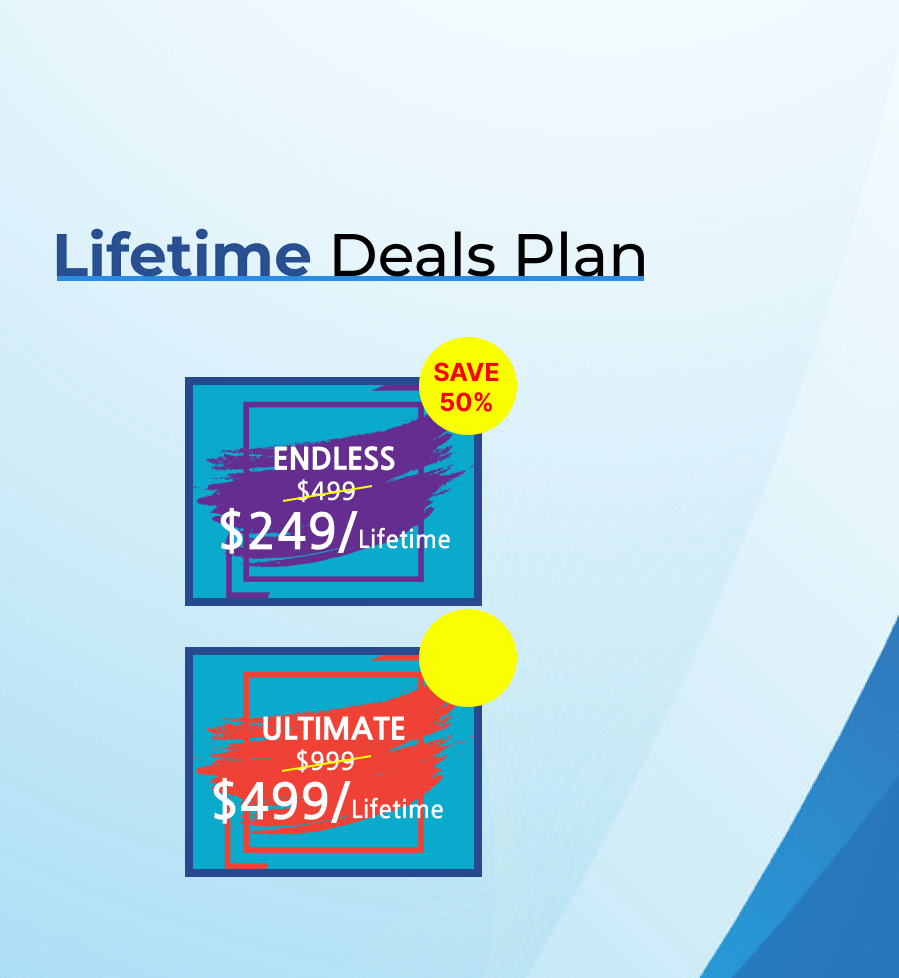 Lifetime Deals Plan
SAVE
50%
ENDLESS
$499
$249/Lifetime
ULTIMATE
$999
$499/Lifetime